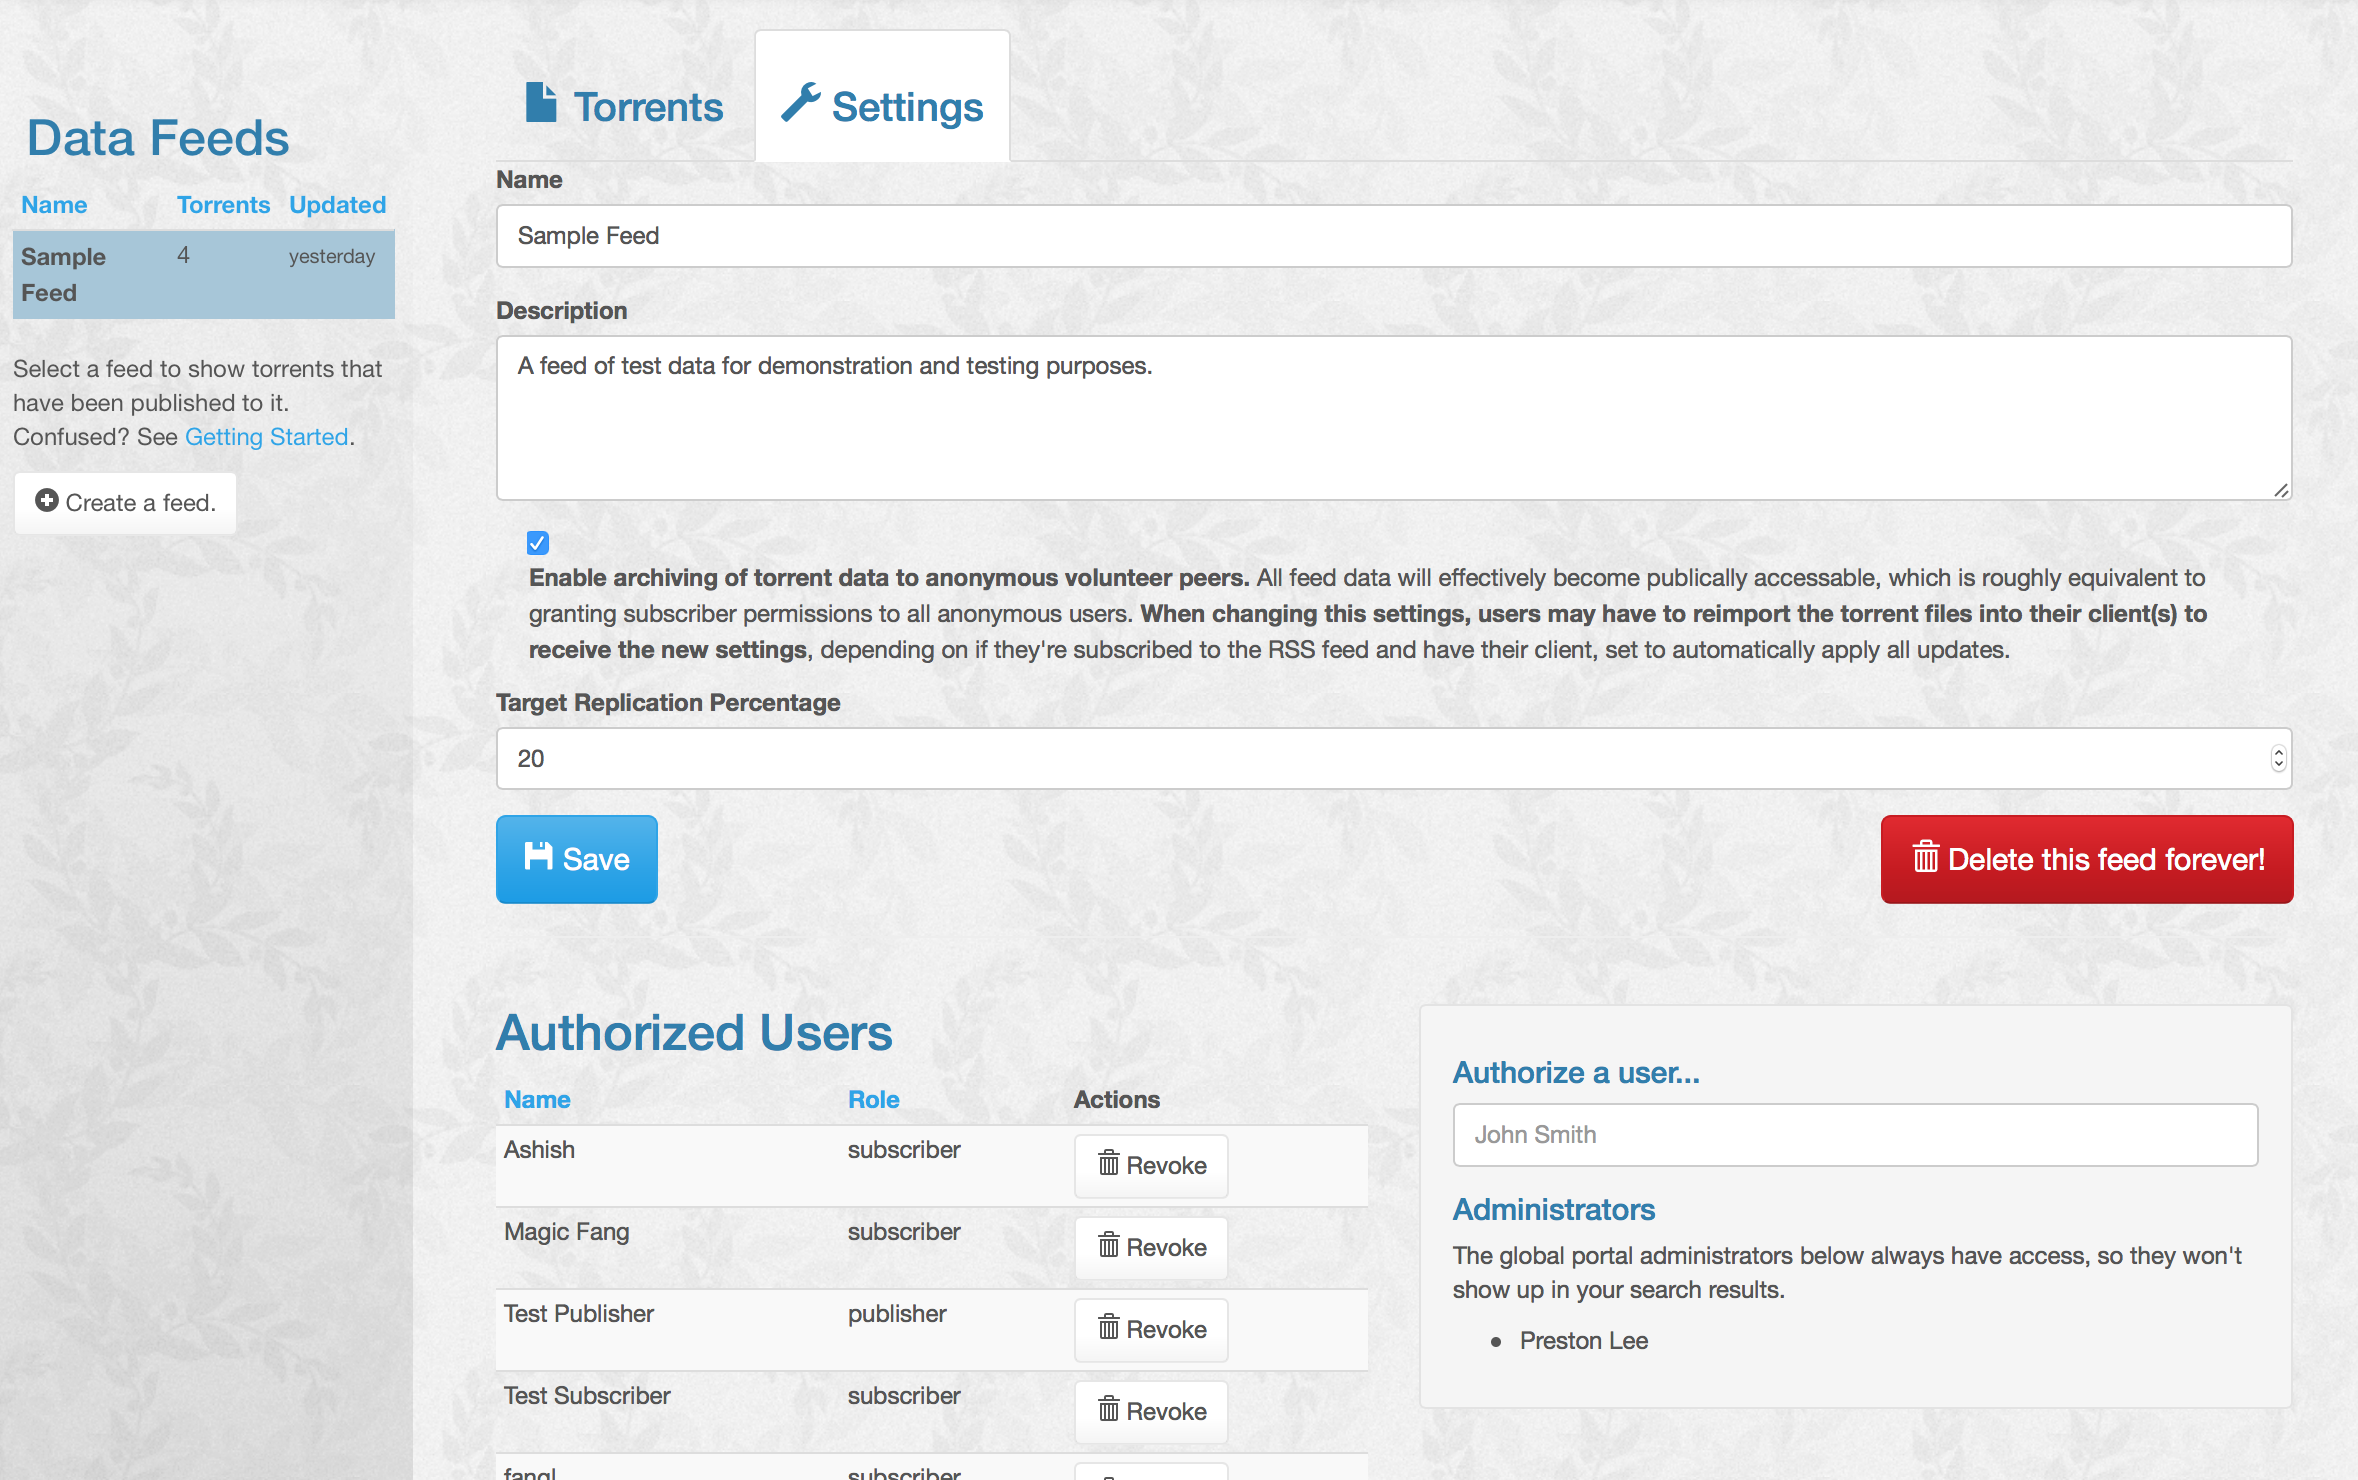 Data Feeds
Name Torrents Updated
Sample Feed 4 yesterday
Select a feed to show torrents that
have been published to it.
Confused? See Getting Started.
Create a feed.
Torrents
Settings
Name
Sample Feed
Description
A feed of test data for demonstration and testing purposes.
Enable archiving of torrent data to anonymous volunteer peers. All feed data will effectively become publically accessable, which is roughly equivalent to
granting subscriber permissions to all anonymous users. When changing this settings, users may have to reimport the torrent files into their client(s) to
receive the new settings, depending on if they're subscribed to the RSS feed and have their client, set to automatically apply all updates.
Target Replication Percentage
20
Save
Delete this feed forever!
Authorized Users
Name Role Actions
Ashish subscriber Revoke
Magic Fang subscriber Revoke
Test Publisher publisher Revoke
Test Subscriber subscriber Revoke
fangl subscriber
Authorize a user...
John Smith
Administrators
The global portal administrators below always have access, so they won't
show up in your search results.
Preston Lee